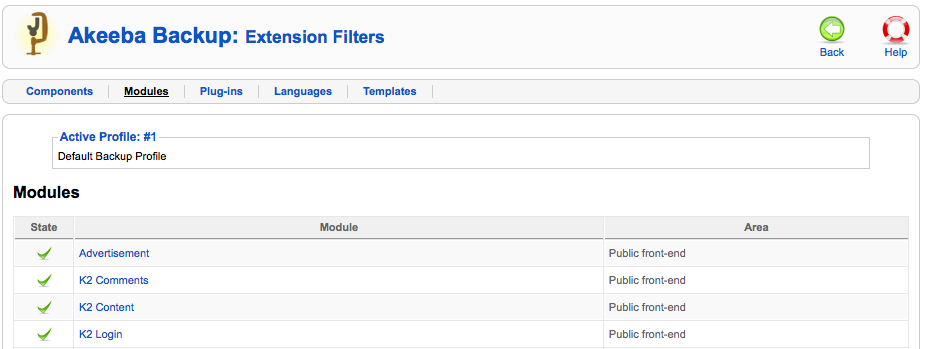 Akeeba Backup: Extension Filters
Back
Help
Components
Modules
Plug-ins
Languages
Templates
Active Profile: #1
Default Backup Profile
Modules
State Module Area
Advertisement Public front-end
K2 Comments Public front-end
K2 Content Public front-end
K2 Login Public front-end